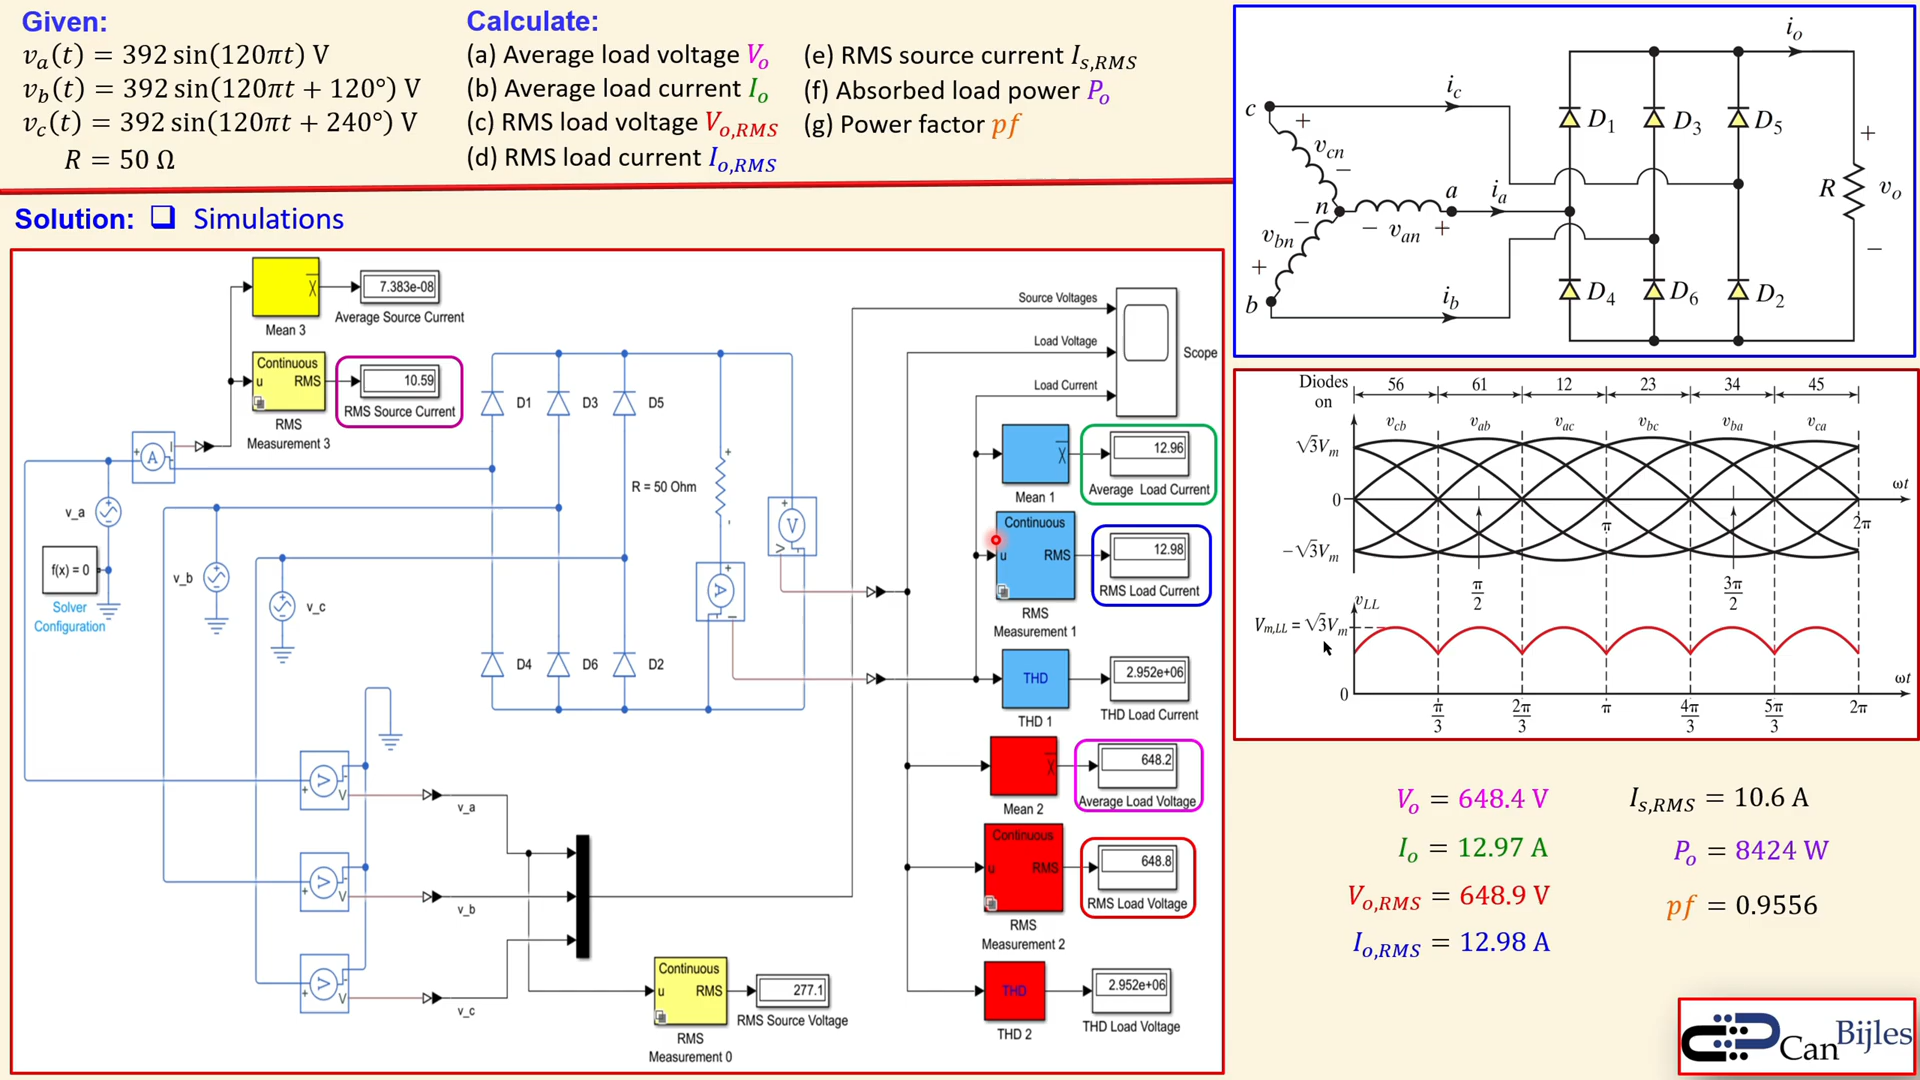 Given:
v_a(t) = 392 sin(120πt) V
v_b(t) = 392 sin(120πt + 120°) V
v_c(t) = 392 sin(120πt + 240°) V
R = 50 Ω
Calculate:
(a) Average load voltage V_o
(b) Average load current I_o
(c) RMS load voltage V_o,RMS
(d) RMS load current I_o,RMS
(e) RMS source current I_s,RMS
(f) Absorbed load power P_o
(g) Power factor pf
Solution: ❑ Simulations
Mean 3
7.383e-08
Average Source Current
Continuous
u RMS
RMS
Measurement 3
10.59
RMS Source Current
A
I
v_a
f(x) = 0
Solver
Configuration
v_b
v_c
D1
D3
D5
D4
D6
D2
R = 50 Ohm
V
A
V
V
V
v_a
v_b
v_c
Continuous
u RMS
RMS
Measurement 0
277.1
RMS Source Voltage
Source Voltages
Load Voltage
Load Current
Scope
Mean 1
12.96
Average Load Current
Continuous
u RMS
RMS
Measurement 1
12.98
RMS Load Current
THD
THD 1
2.952e+06
THD Load Current
Mean 2
648.2
Average Load Voltage
Continuous
u RMS
RMS
Measurement 2
648.8
RMS Load Voltage
THD
THD 2
2.952e+06
THD Load Voltage
i_o
c
i_c
+
v_cn
−
n
a
i_a
− v_an +
v_bn
b
i_b
D_1
D_3
D_5
D_4
D_6
D_2
R
+
v_o
−
Diodes
on
56 61 12 23 34 45
v_cb v_ab v_ac v_bc v_ba v_ca
√3V_m
0
−√3V_m
π/2
π
3π/2
2π
ωt
v_LL
V_m,LL = √3V_m
0
π/3 2π/3 π 4π/3 5π/3 2π
ωt
V_o = 648.4 V
I_o = 12.97 A
V_o,RMS = 648.9 V
I_o,RMS = 12.98 A
I_s,RMS = 10.6 A
P_o = 8424 W
pf = 0.9556
Can Bijles